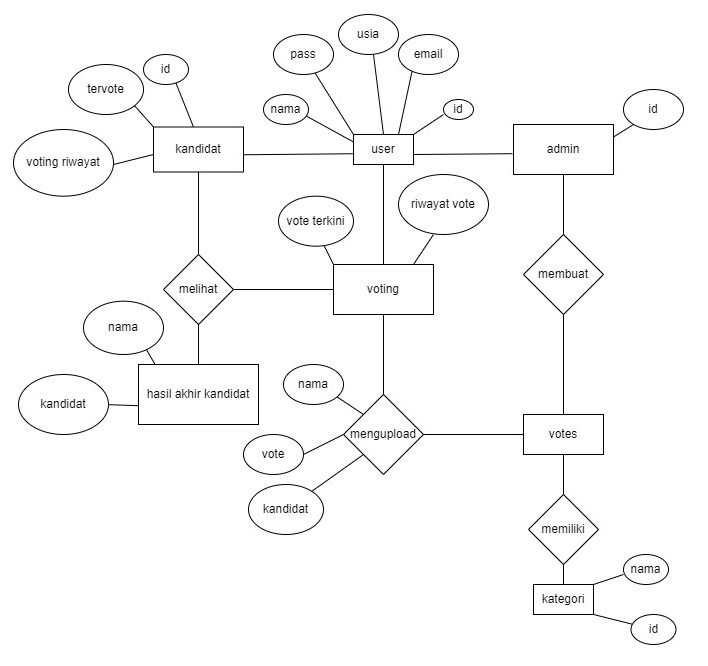 usia
pass
email
id
tervote
nama
id
id
kandidat
user
admin
voting riwayat
vote terkini
riwayat vote
melihat
voting
membuat
nama
hasil akhir kandidat
kandidat
nama
mengupload
votes
vote
kandidat
memiliki
nama
kategori
id